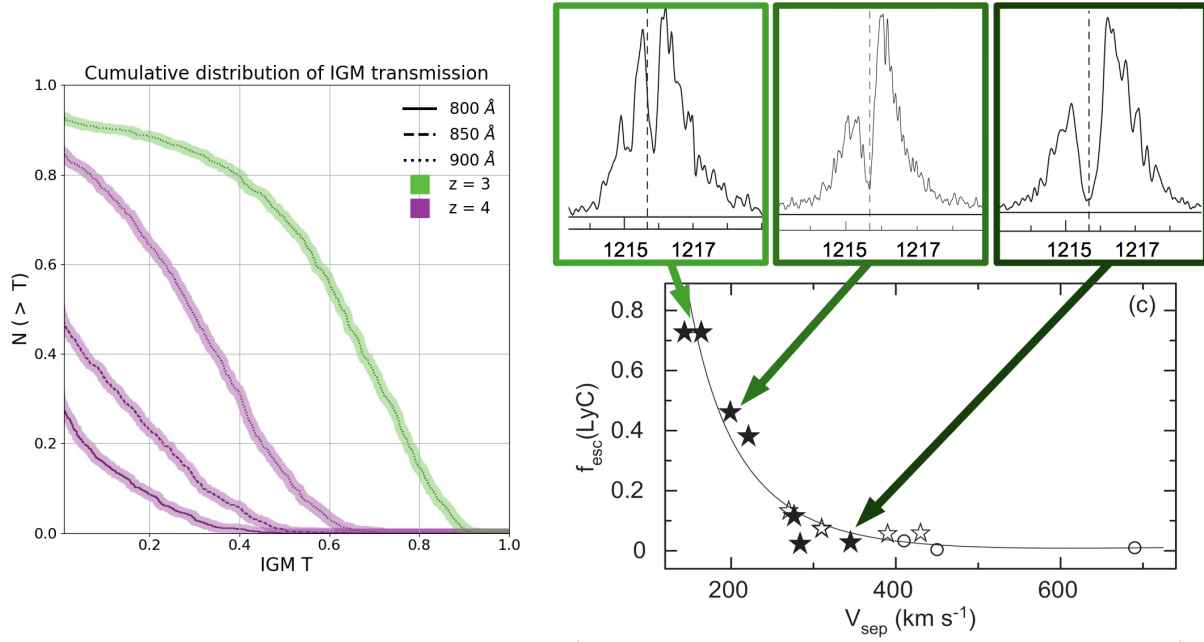 Cumulative distribution of IGM transmission
1.0
0.8
0.6
0.4
0.2
0.0
N ( > T)
0.2 0.4 0.6 0.8 1.0
IGM T
800 Å
850 Å
900 Å
z = 3
z = 4
1215 1217
1215 1217
1215 1217
(c)
0.8
0.6
0.4
0.2
0
f_esc(LyC)
200 400 600
V_sep (km s⁻¹)